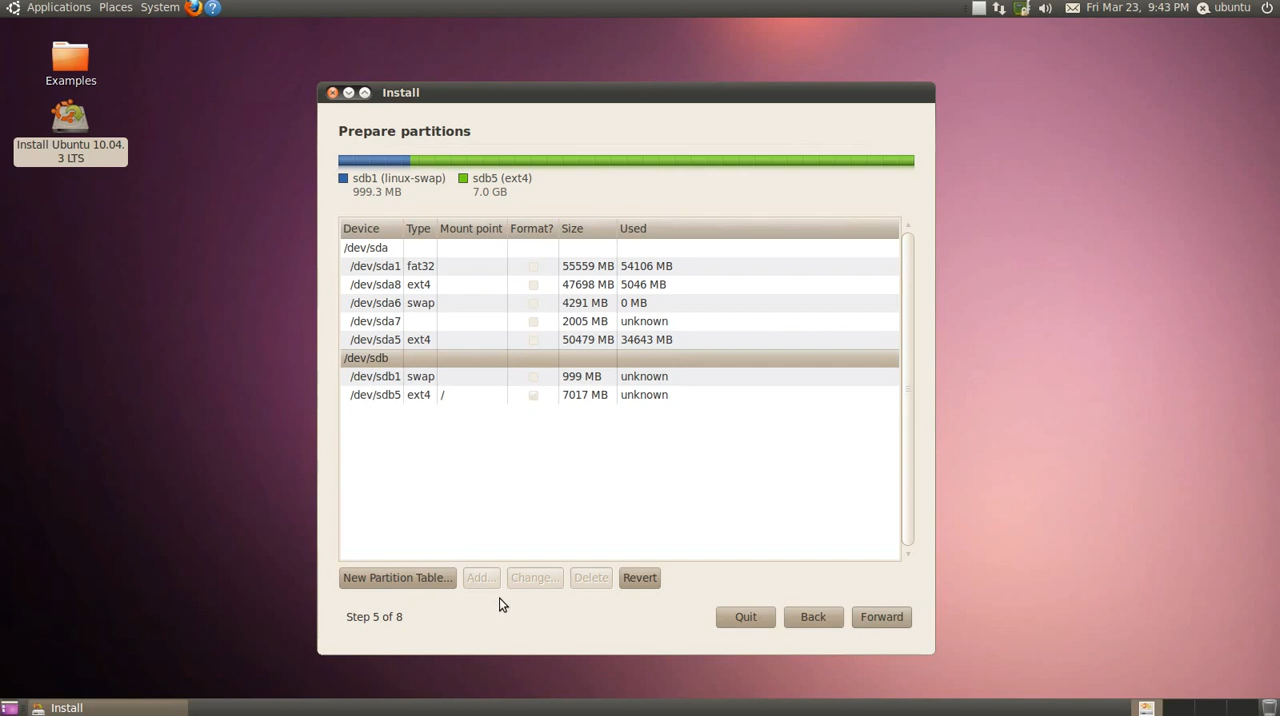 Applications Places System ? Fri Mar 23, 9:43 PM ubuntu
Examples
Install Ubuntu 10.04.
3 LTS
Install
Prepare partitions
sdb1 (linux-swap) sdb5 (ext4)
999.3 MB 7.0 GB
Device Type Mount point Format? Size Used
/dev/sda
/dev/sda1 fat32 55559 MB 54106 MB
/dev/sda8 ext4 47698 MB 5046 MB
/dev/sda6 swap 4291 MB 0 MB
/dev/sda7 2005 MB unknown
/dev/sda5 ext4 50479 MB 34643 MB
/dev/sdb
/dev/sdb1 swap 999 MB unknown
/dev/sdb5 ext4 / 7017 MB unknown
New Partition Table... Add... Change... Delete Revert
Step 5 of 8 Quit Back Forward
Install